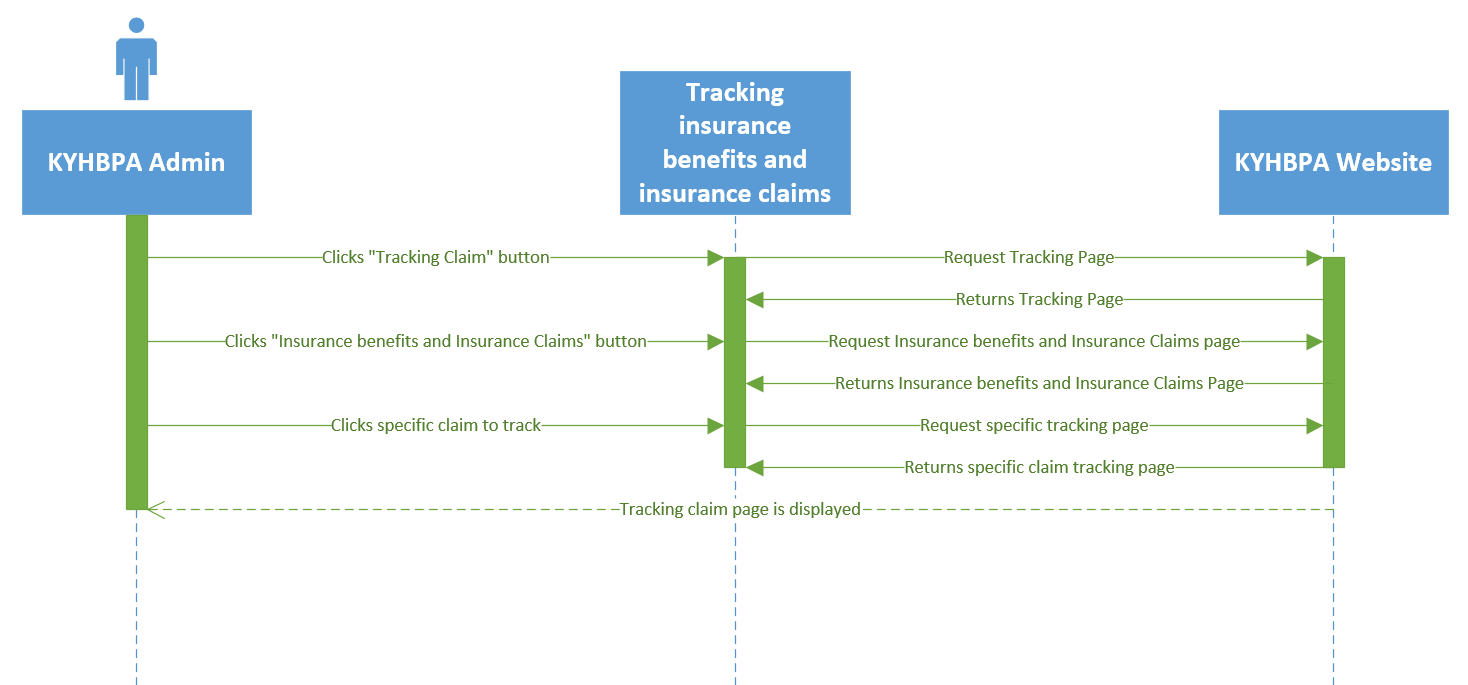 Tracking
insurance
benefits and
insurance claims
KYHBPA Admin
KYHBPA Website
Clicks "Tracking Claim" button
Request Tracking Page
Returns Tracking Page
Clicks "Insurance benefits and Insurance Claims" button
Request Insurance benefits and Insurance Claims page
Returns Insurance benefits and Insurance Claims Page
Clicks specific claim to track
Request specific tracking page
Returns specific claim tracking page
Tracking claim page is displayed